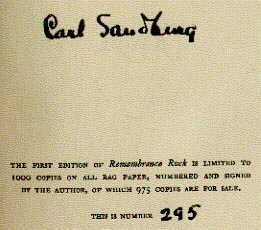 Carl Sandburg
THE FIRST EDITION OF Remembrance Rock IS LIMITED TO
1000 COPIES ON ALL RAG PAPER, NUMBERED AND SIGNED
BY THE AUTHOR, OF WHICH 975 COPIES ARE FOR SALE.
THIS IS NUMBER 295